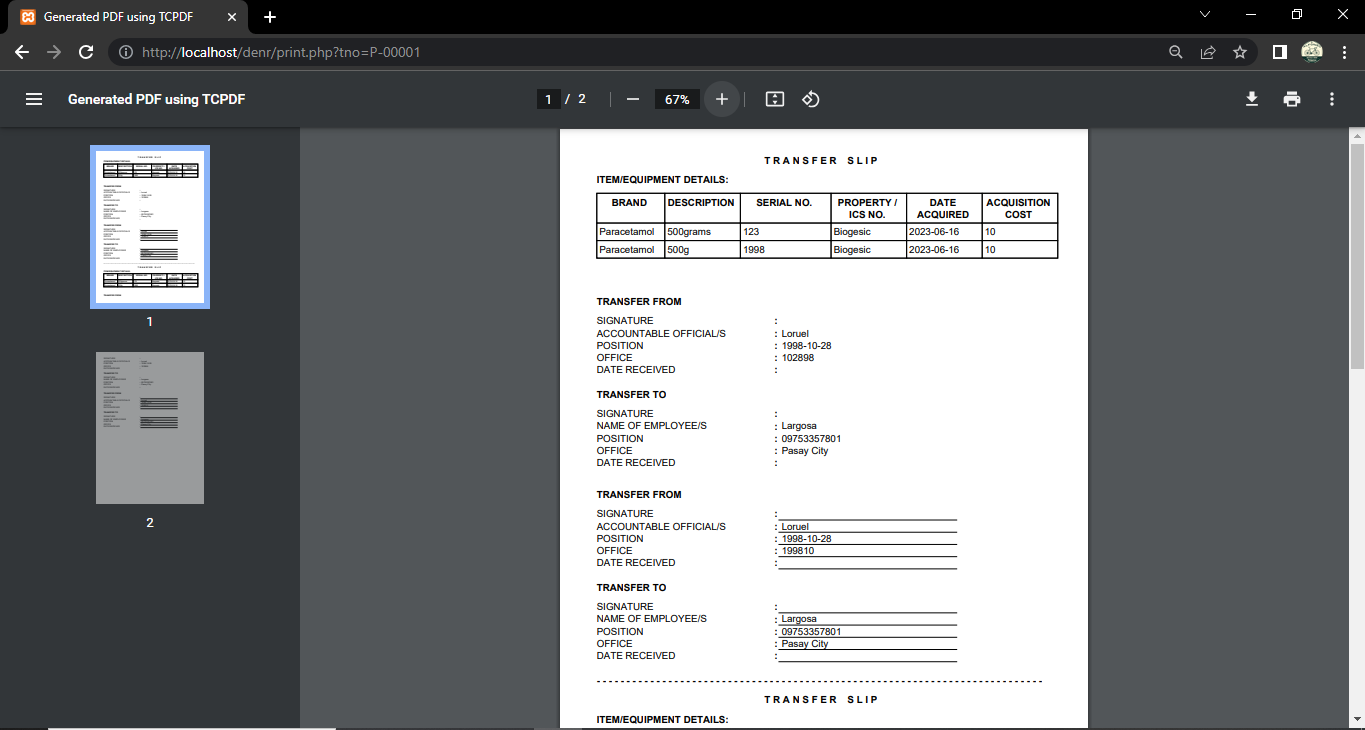 Generated PDF using TCPDF
http://localhost/denr/print.php?tno=P-00001
Generated PDF using TCPDF
1 / 2
67%
1
2
TRANSFER SLIP
ITEM/EQUIPMENT DETAILS:
BRAND DESCRIPTION SERIAL NO. PROPERTY / ICS NO. DATE ACQUIRED ACQUISITION COST
Paracetamol 500grams 123 Biogesic 2023-06-16 10
Paracetamol 500g 1998 Biogesic 2023-06-16 10
TRANSFER FROM
SIGNATURE :
ACCOUNTABLE OFFICIAL/S : Loruel
POSITION : 1998-10-28
OFFICE : 102898
DATE RECEIVED :
TRANSFER TO
SIGNATURE :
NAME OF EMPLOYEE/S : Largosa
POSITION : 09753357801
OFFICE : Pasay City
DATE RECEIVED :
TRANSFER FROM
SIGNATURE :
ACCOUNTABLE OFFICIAL/S : Loruel
POSITION : 1998-10-28
OFFICE : 199810
DATE RECEIVED :
TRANSFER TO
SIGNATURE :
NAME OF EMPLOYEE/S : Largosa
POSITION : 09753357801
OFFICE : Pasay City
DATE RECEIVED :
TRANSFER SLIP
ITEM/EQUIPMENT DETAILS: